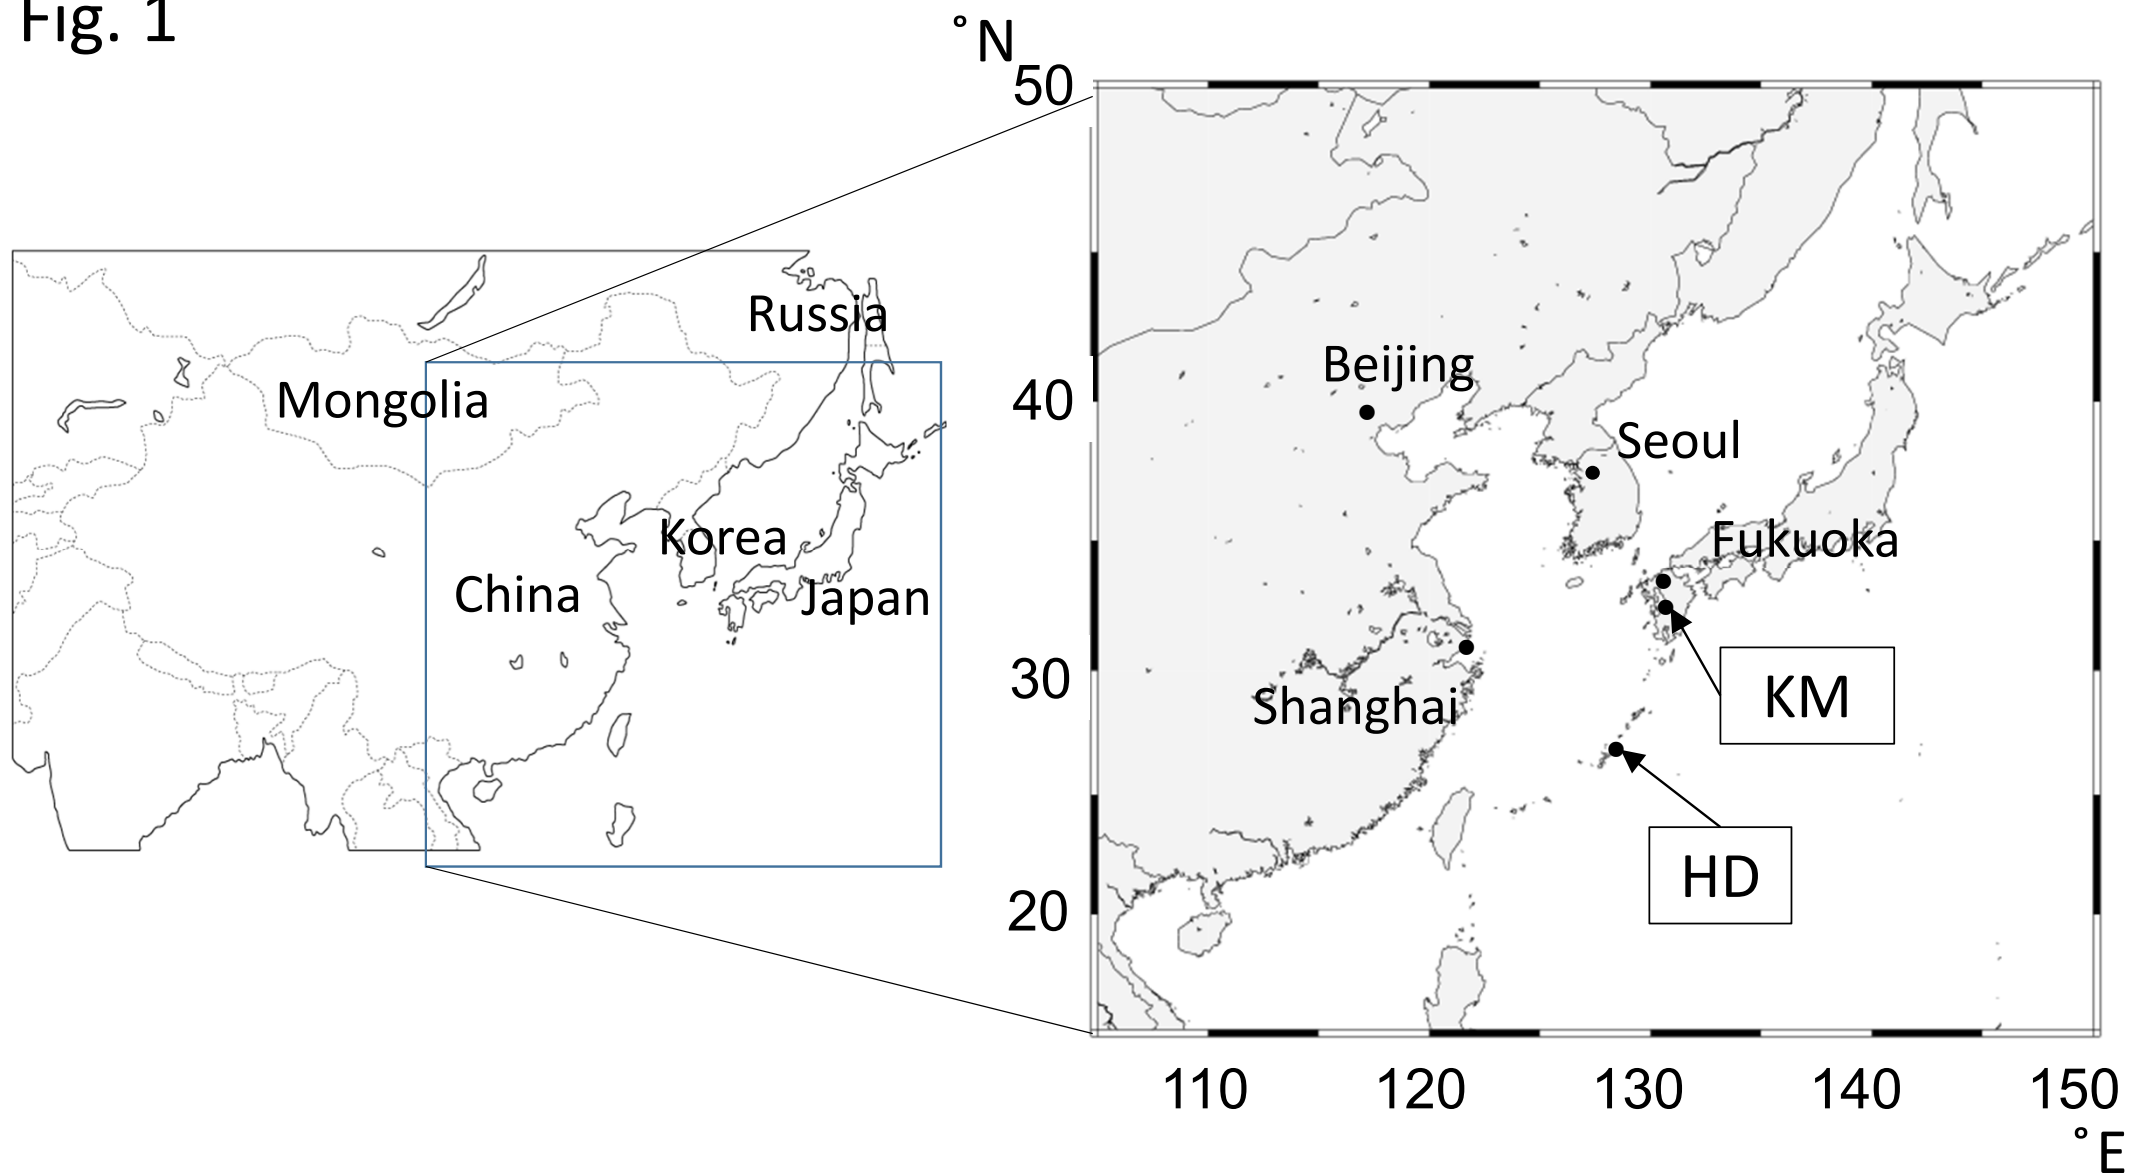 Fig. 1
Russia
Mongolia
Korea
China
Japan
°N
50
40
30
20
Beijing
Seoul
Fukuoka
KM
Shanghai
HD
110 120 130 140 150
°E